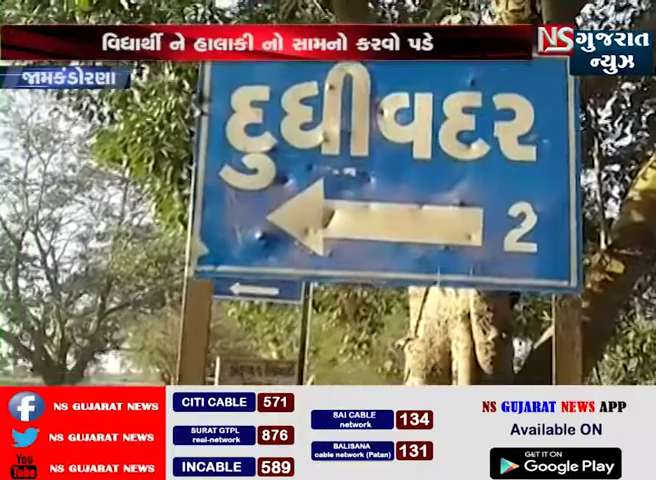 વિદ્યાર્થી ને હાલાકી નો સામનો કરવો પડે
NS ગુજરાત
ન્યુઝ
જામકંડોરણા
દુધીવદર
2
NS GUJARAT NEWS
NS GUJARAT NEWS
You Tube NS GUJARAT NEWS
CITI CABLE 571
SURAT GTPL
real-network 876
INCABLE 589
SAI CABLE
network 134
BALISANA
cable network (Patan) 131
NS GUJARAT NEWS APP
Available ON
GET IT ON
Google Play